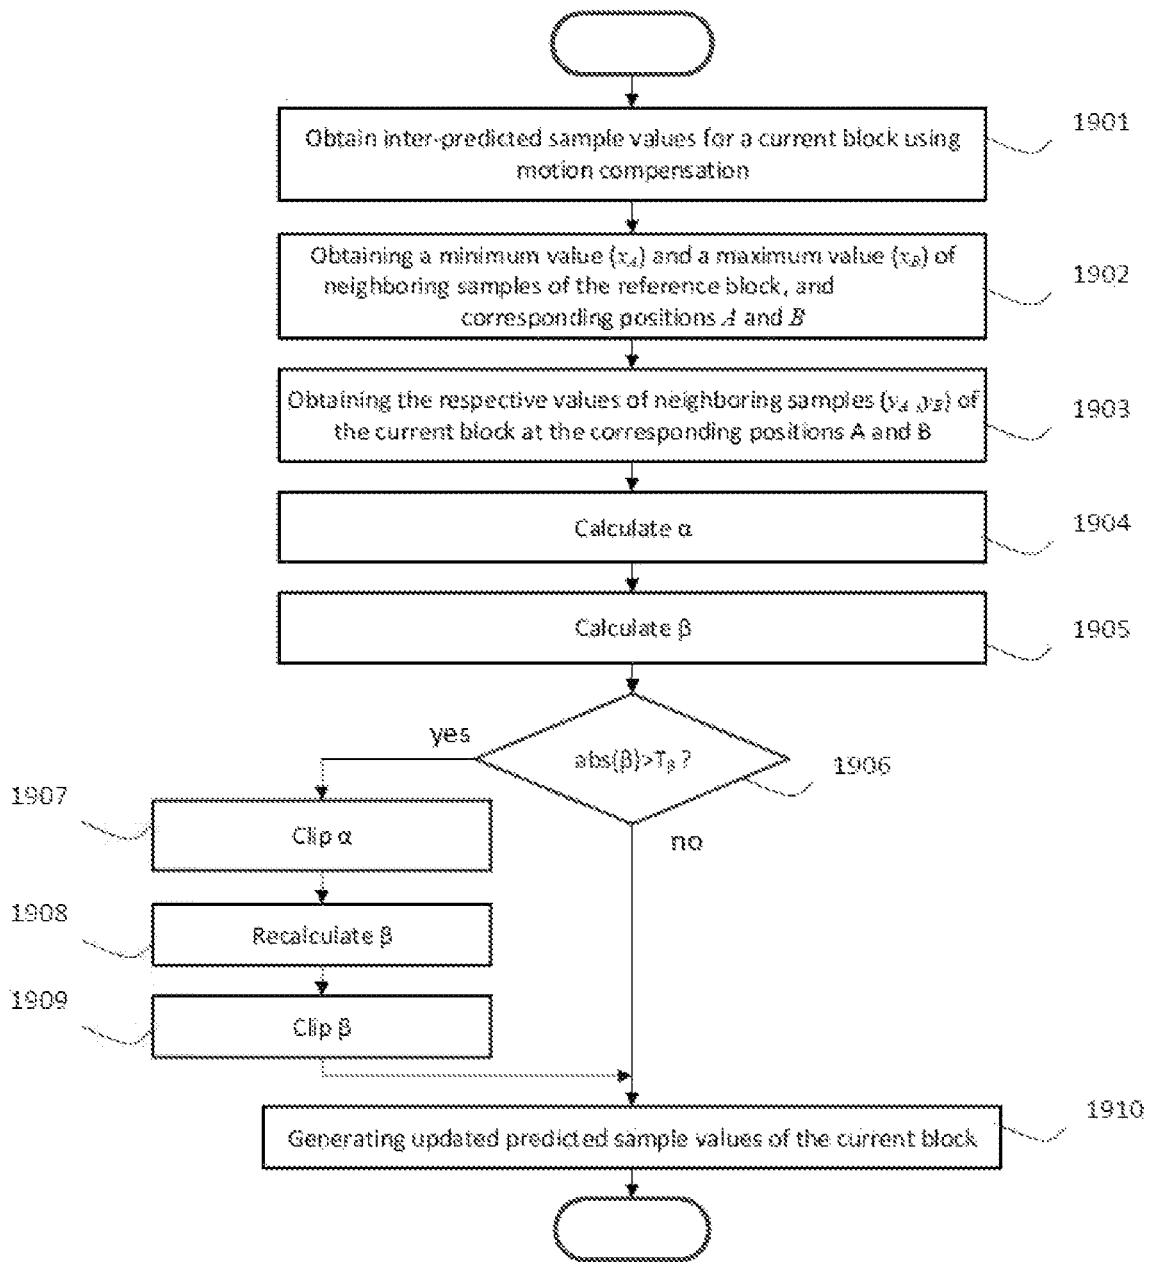 Obtain inter-predicted sample values for a current block using
motion compensation
1901
Obtaining a minimum value (x_A) and a maximum value (x_B) of
neighboring samples of the reference block, and
corresponding positions A and B
1902
Obtaining the respective values of neighboring samples (y_A, y_B) of
the current block at the corresponding positions A and B
1903
Calculate α
1904
Calculate β
1905
yes
abs(β)>T_β ?
1906
no
1907
Clip α
1908
Recalculate β
1909
Clip β
Generating updated predicted sample values of the current block
1910